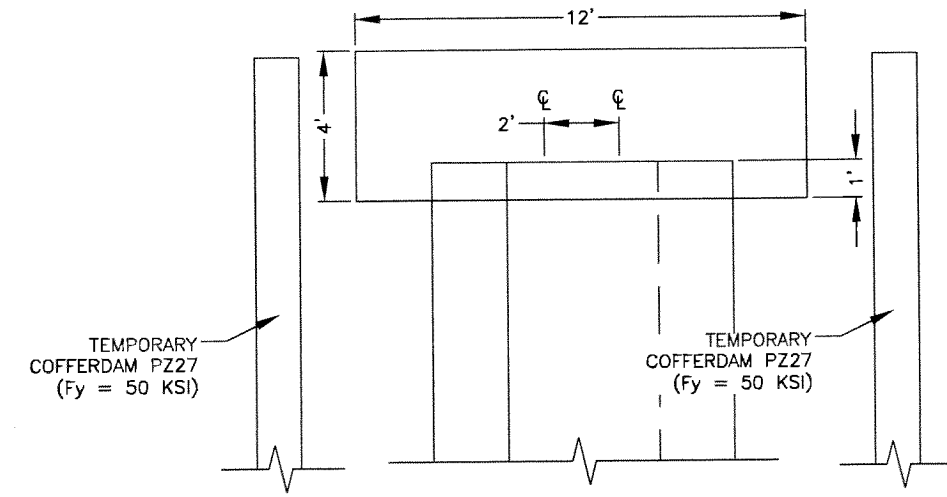 12'
4'
℄ ℄
2'
1'
TEMPORARY
COFFERDAM PZ27
(Fy = 50 KSI)
TEMPORARY
COFFERDAM PZ27
(Fy = 50 KSI)